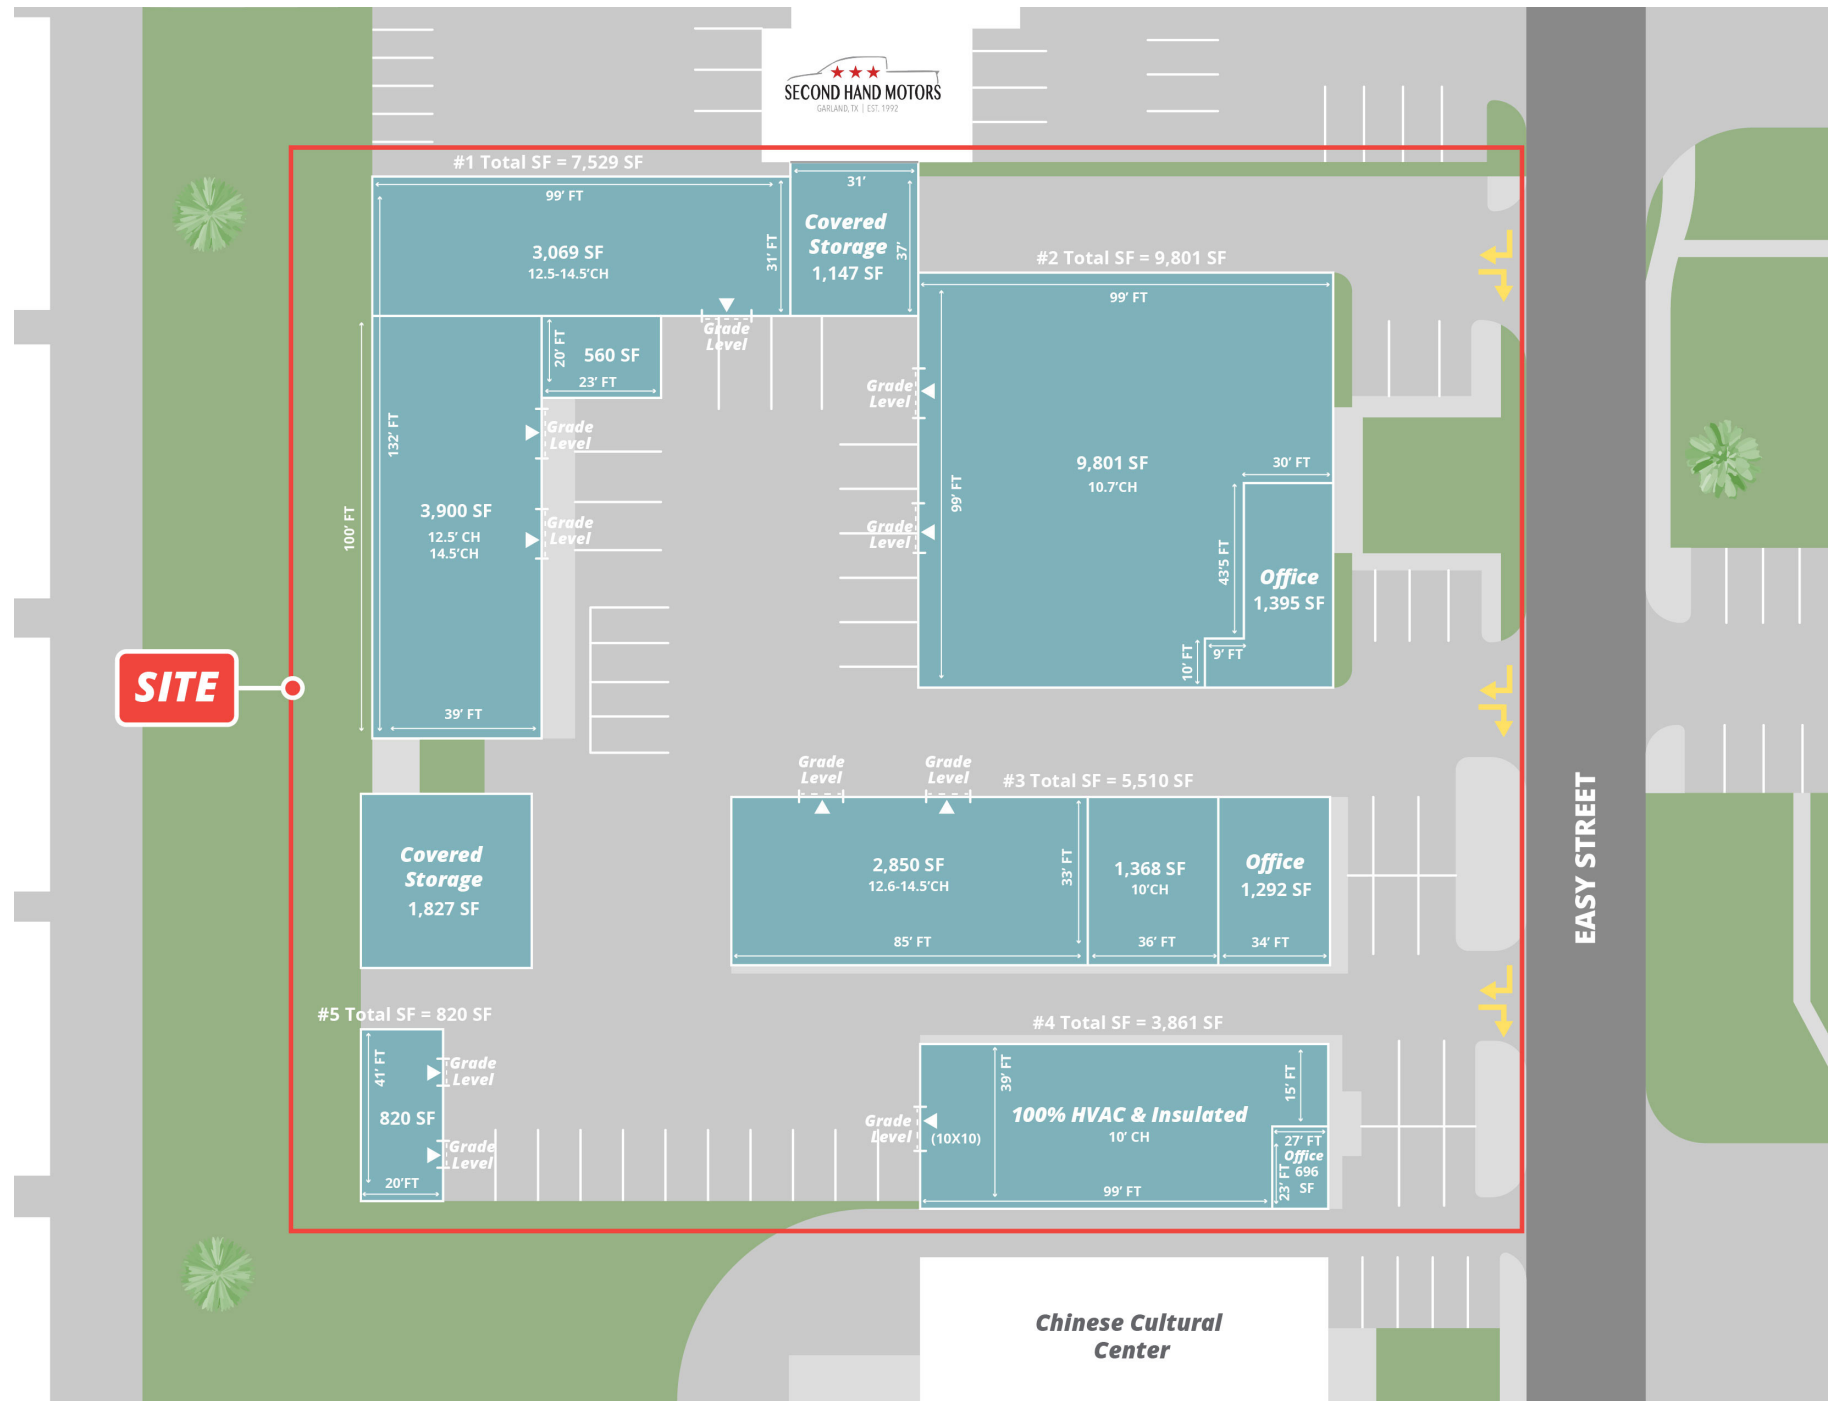 SECOND HAND MOTORS
GARLAND, TX | EST. 1992
#1 Total SF = 7,529 SF
99' FT
3,069 SF
12.5-14.5'CH
31' FT
31'
Covered
Storage
1,147 SF
37'
Grade
Level
132' FT
100' FT
20' FT
560 SF
23' FT
Grade
Level
3,900 SF
12.5' CH
14.5'CH
Grade
Level
39' FT
#2 Total SF = 9,801 SF
99' FT
Grade
Level
99' FT
9,801 SF
10.7'CH
Grade
Level
30' FT
43'5 FT
Office
1,395 SF
9' FT
10' FT
SITE
EASY STREET
Covered
Storage
1,827 SF
Grade
Level
Grade
Level
#3 Total SF = 5,510 SF
2,850 SF
12.6-14.5'CH
33' FT
85' FT
1,368 SF
10'CH
36' FT
Office
1,292 SF
34' FT
#5 Total SF = 820 SF
41' FT
Grade
Level
820 SF
Grade
Level
20'FT
#4 Total SF = 3,861 SF
39' FT
Grade
Level
(10X10)
100% HVAC & Insulated
10' CH
99' FT
15' FT
27' FT
Office
696
SF
23' FT
Chinese Cultural
Center